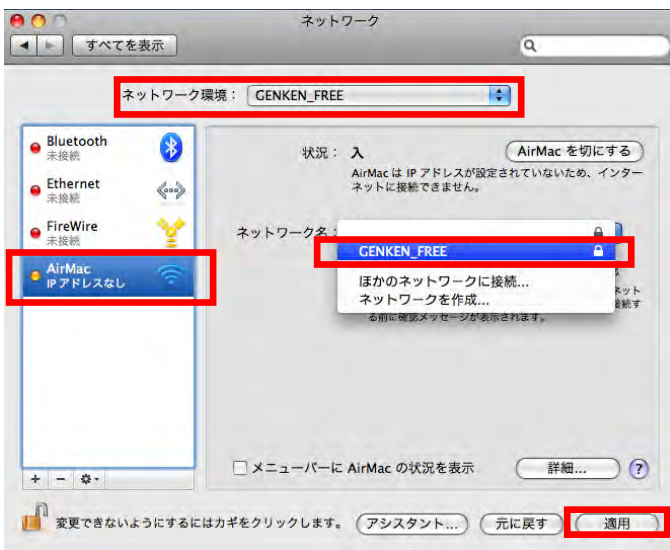 ネットワーク
すべてを表示
ネットワーク環境： GENKEN_FREE
Bluetooth
未接続
Ethernet
未接続
FireWire
未接続
AirMac
IP アドレスなし
状況： 入
AirMac を切にする
AirMac は IP アドレスが設定されていないため、インター
ネットに接続できません。
ネットワーク名：
GENKEN_FREE
ほかのネットワークに接続...
ネットワークを作成...
ネット
接続す
る前に確認メッセージが表示されます。
メニューバーに AirMac の状況を表示
詳細... ?
変更できないようにするにはカギをクリックします。
アシスタント... 元に戻す 適用